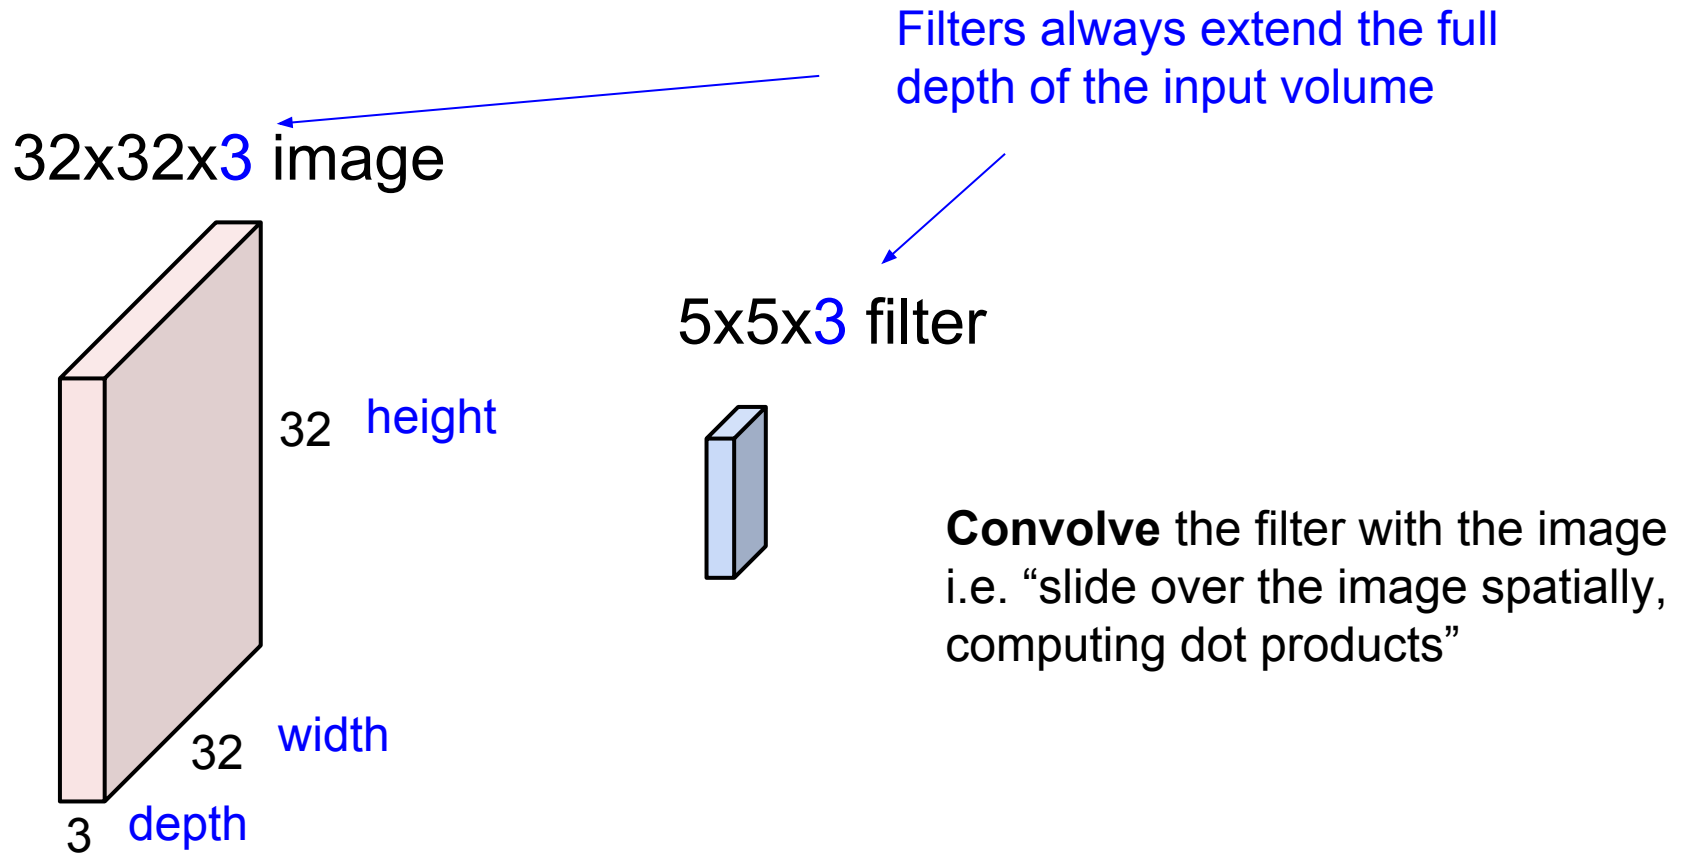 Filters always extend the full
depth of the input volume
32x32x3 image
5x5x3 filter
32 height
32 width
3 depth
Convolve the filter with the image
i.e. “slide over the image spatially,
computing dot products”